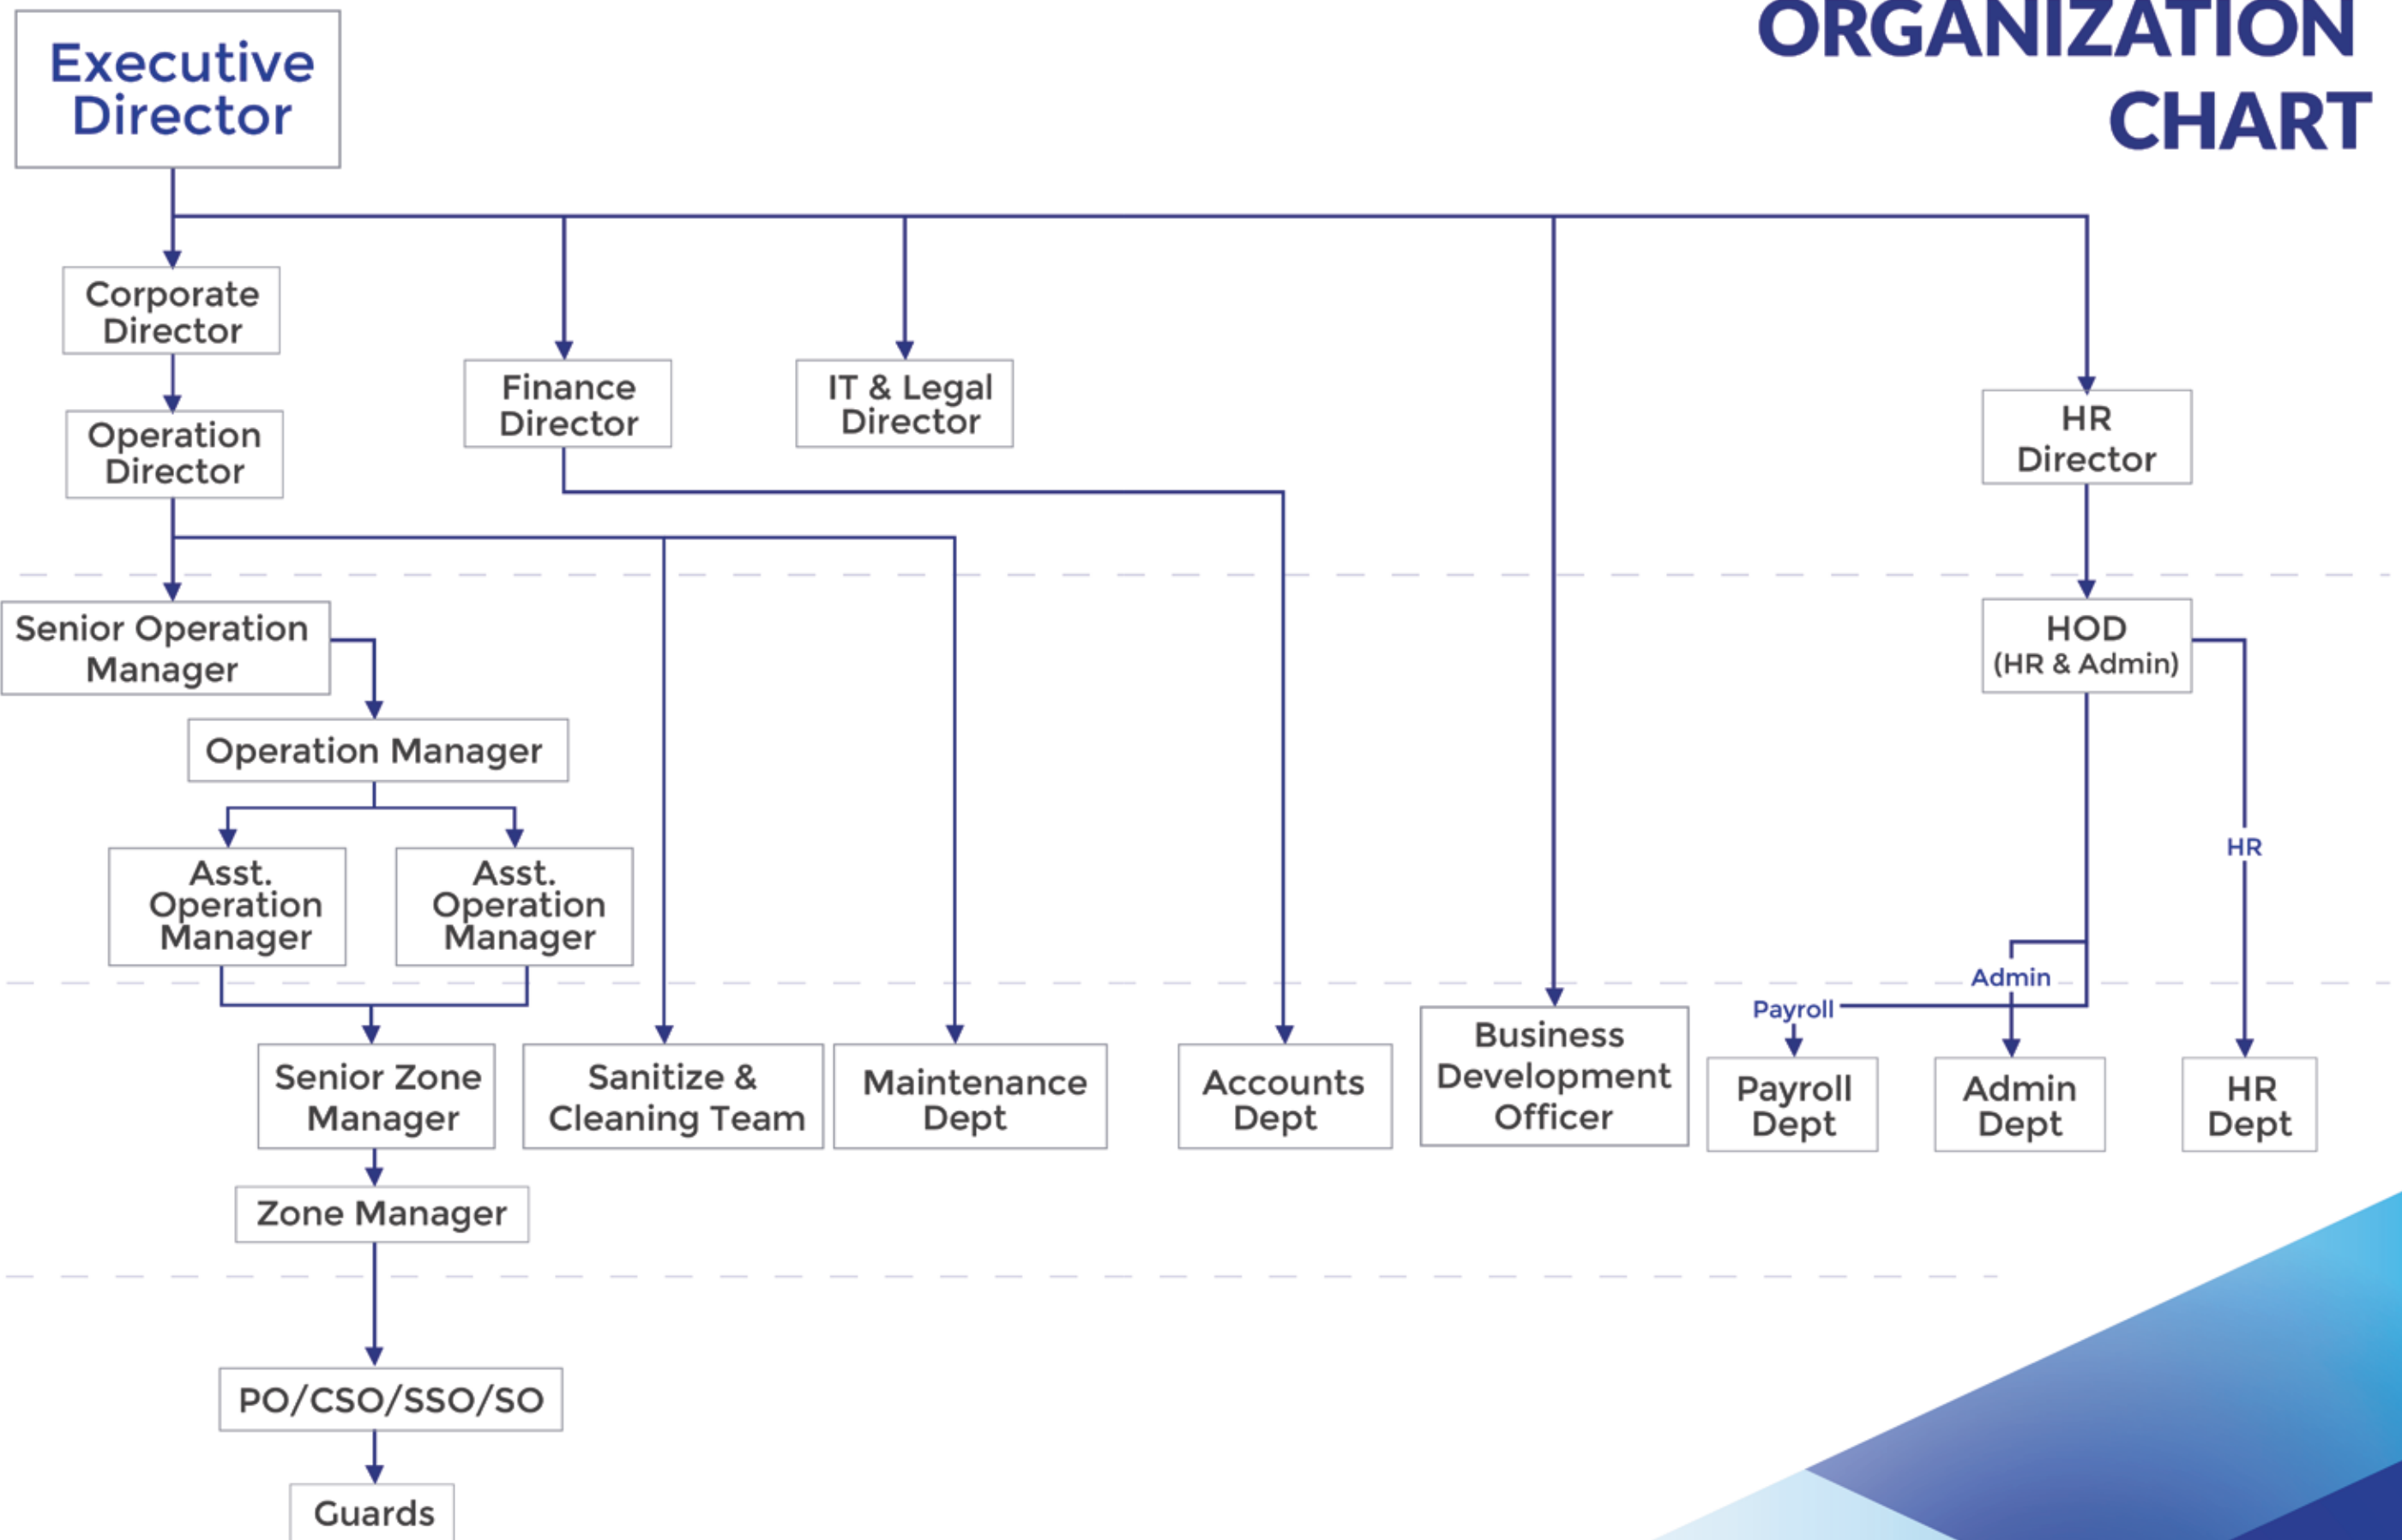 ORGANIZATION
CHART
Executive
Director
Corporate
Director
Operation
Director
Finance
Director
IT & Legal
Director
HR
Director
Senior Operation
Manager
HOD
(HR & Admin)
Operation Manager
Asst.
Operation
Manager
Asst.
Operation
Manager
HR
Admin
Payroll
Senior Zone
Manager
Sanitize &
Cleaning Team
Maintenance
Dept
Accounts
Dept
Business
Development
Officer
Payroll
Dept
Admin
Dept
HR
Dept
Zone Manager
PO/CSO/SSO/SO
Guards